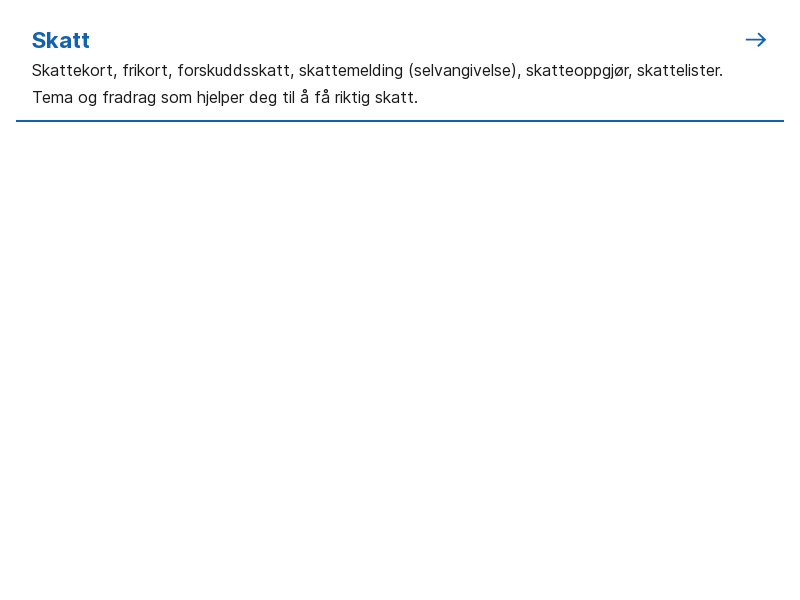 Skatt
Skattekort, frikort, forskuddsskatt, skattemelding (selvangivelse), skatteoppgjør, skattelister.
Tema og fradrag som hjelper deg til å få riktig skatt.